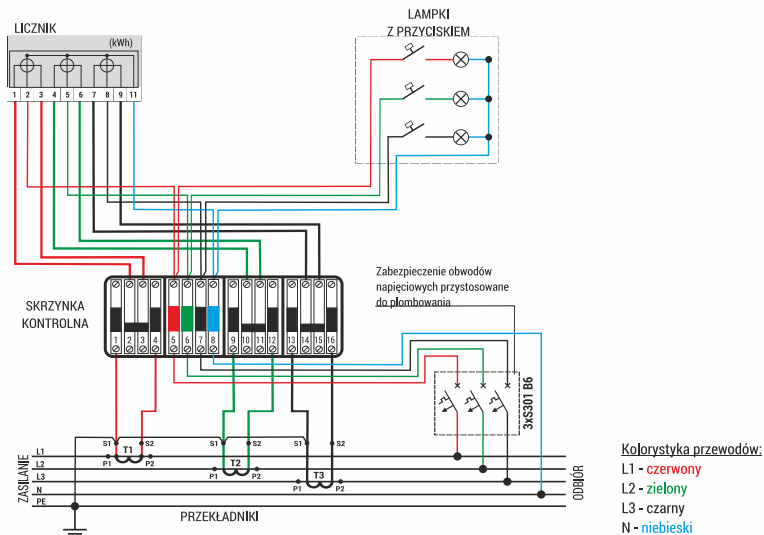 LICZNIK
(kWh)
1 2 3 4 5 6 7 8 9 11
LAMPKI
Z PRZYCISKIEM
Zabezpieczenie obwodów
napięciowych przystosowane
do plombowania
SKRZYNKA
KONTROLNA
1 2 3 4 5 6 7 8 9 10 11 12 13 14 15 16
3xS301 B6
S1 S2 S1 S2 S1 S2
T1
T2
T3
P1 P2
P1 P2
P1 P2
ZASILANIE
L1
L2
L3
N
PE
ODBIÓR
PRZEKŁADNIKI
Kolorystyka przewodów:
L1 - czerwony
L2 - zielony
L3 - czarny
N - niebieski